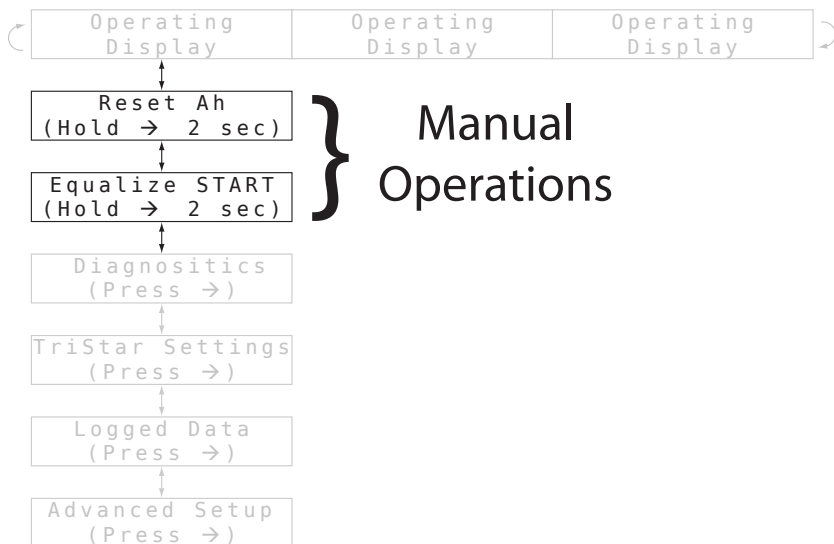 Operating Display
Operating Display
Operating Display
Reset Ah
(Hold → 2 sec)
} Manual Operations
Equalize START
(Hold → 2 sec)
Diagnositics
(Press →)
TriStar Settings
(Press →)
Logged Data
(Press →)
Advanced Setup
(Press →)